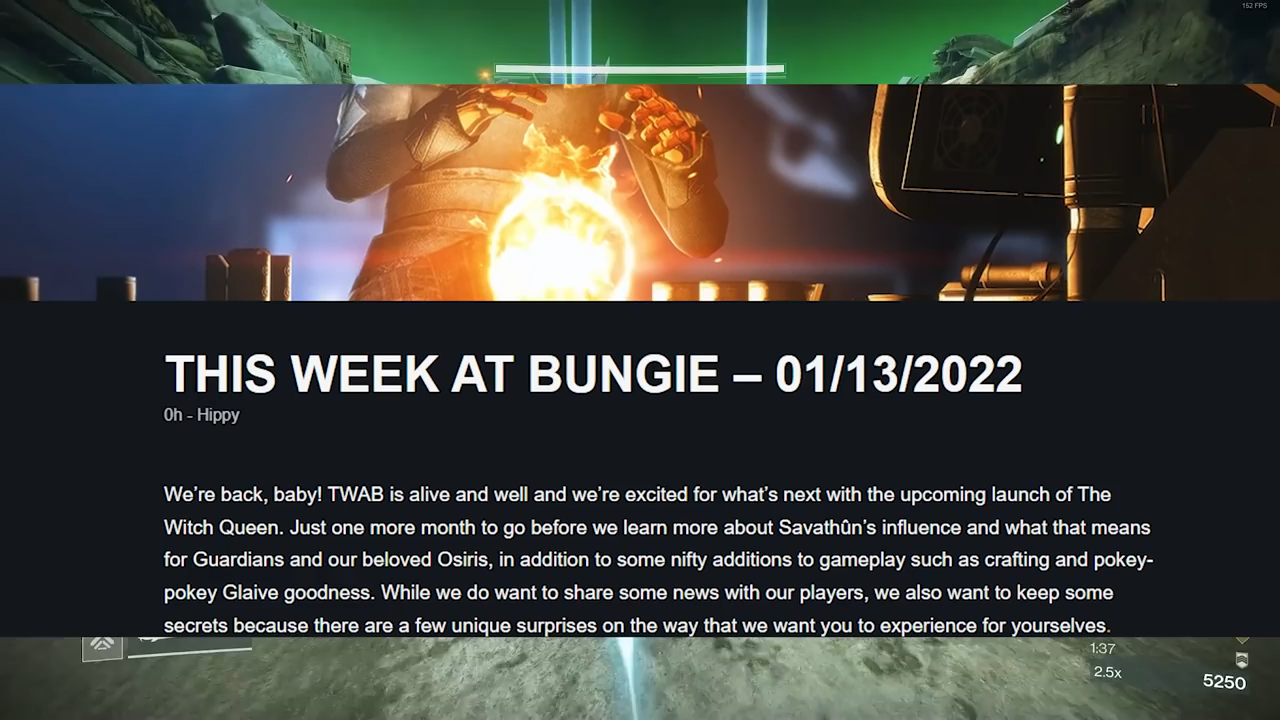 152 FPS
THIS WEEK AT BUNGIE – 01/13/2022
0h - Hippy
We’re back, baby! TWAB is alive and well and we’re excited for what’s next with the upcoming launch of The
Witch Queen. Just one more month to go before we learn more about Savathûn’s influence and what that means
for Guardians and our beloved Osiris, in addition to some nifty additions to gameplay such as crafting and pokey-
pokey Glaive goodness. While we do want to share some news with our players, we also want to keep some
secrets because there are a few unique surprises on the way that we want you to experience for yourselves.
1:37
2.5x
5250